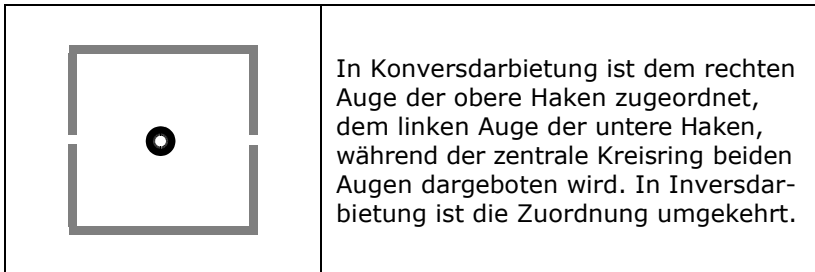 In Konversdarbietung ist dem rechten
Auge der obere Haken zugeordnet,
dem linken Auge der untere Haken,
während der zentrale Kreisring beiden
Augen dargeboten wird. In Inversdar-
bietung ist die Zuordnung umgekehrt.